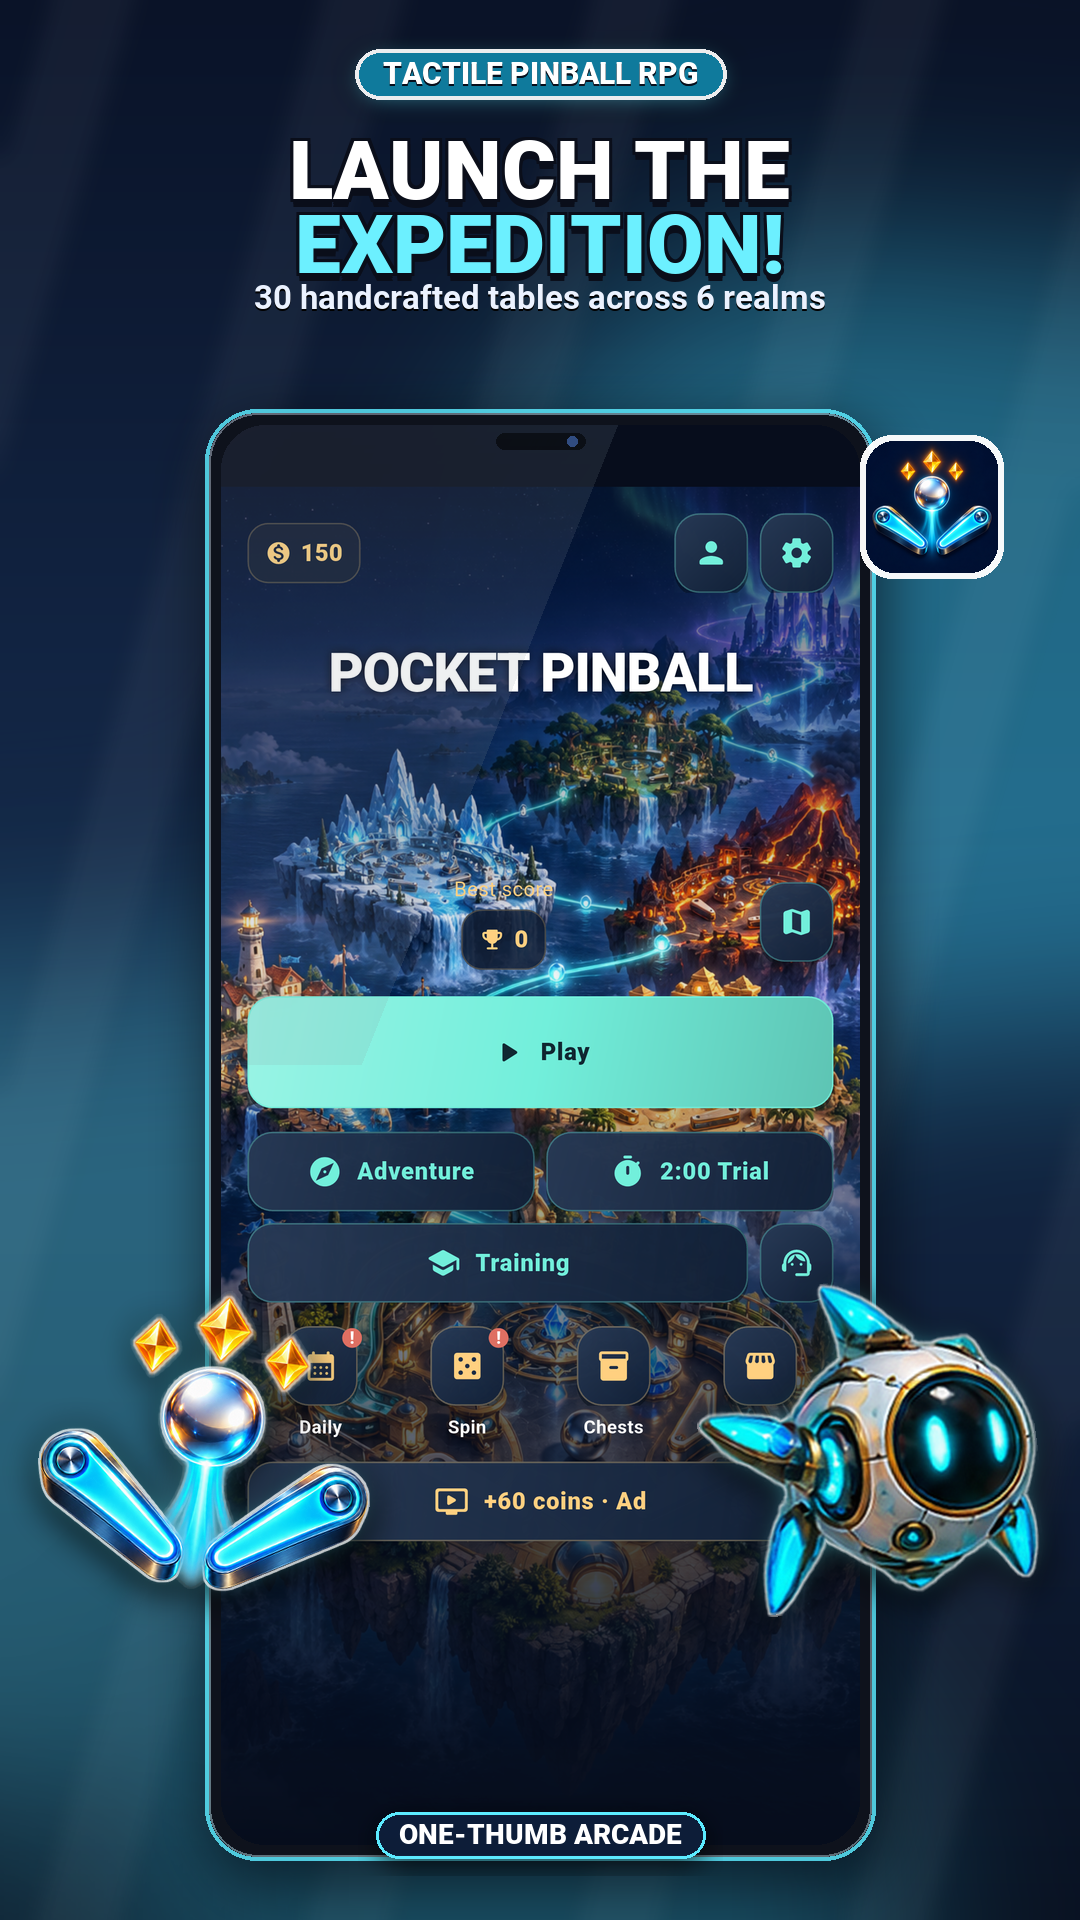 TACTILE PINBALL RPG
LAUNCH THE
EXPEDITION!
30 handcrafted tables across 6 realms
150
POCKET PINBALL
Best score
0
Play
Adventure
2:00 Trial
Training
!
!
Daily
Spin
Chests
+60 coins · Ad
ONE-THUMB ARCADE